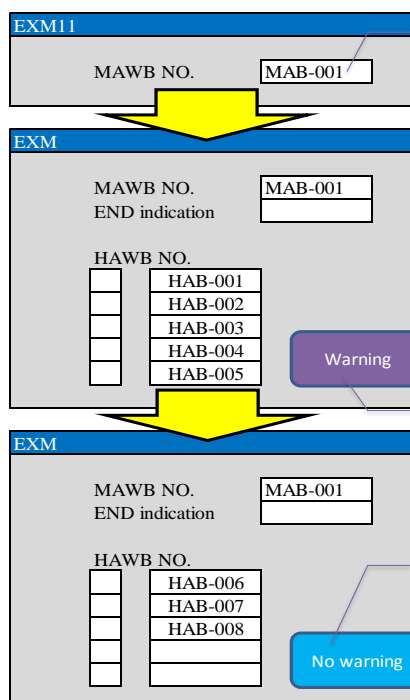 EXM11
MAWB NO. MAB-001
EXM
MAWB NO. MAB-001
END indication
HAWB NO.
HAB-001
HAB-002
HAB-003
HAB-004
HAB-005
Warning
EXM
MAWB NO. MAB-001
END indication
HAWB NO.
HAB-006
HAB-007
HAB-008
No warning